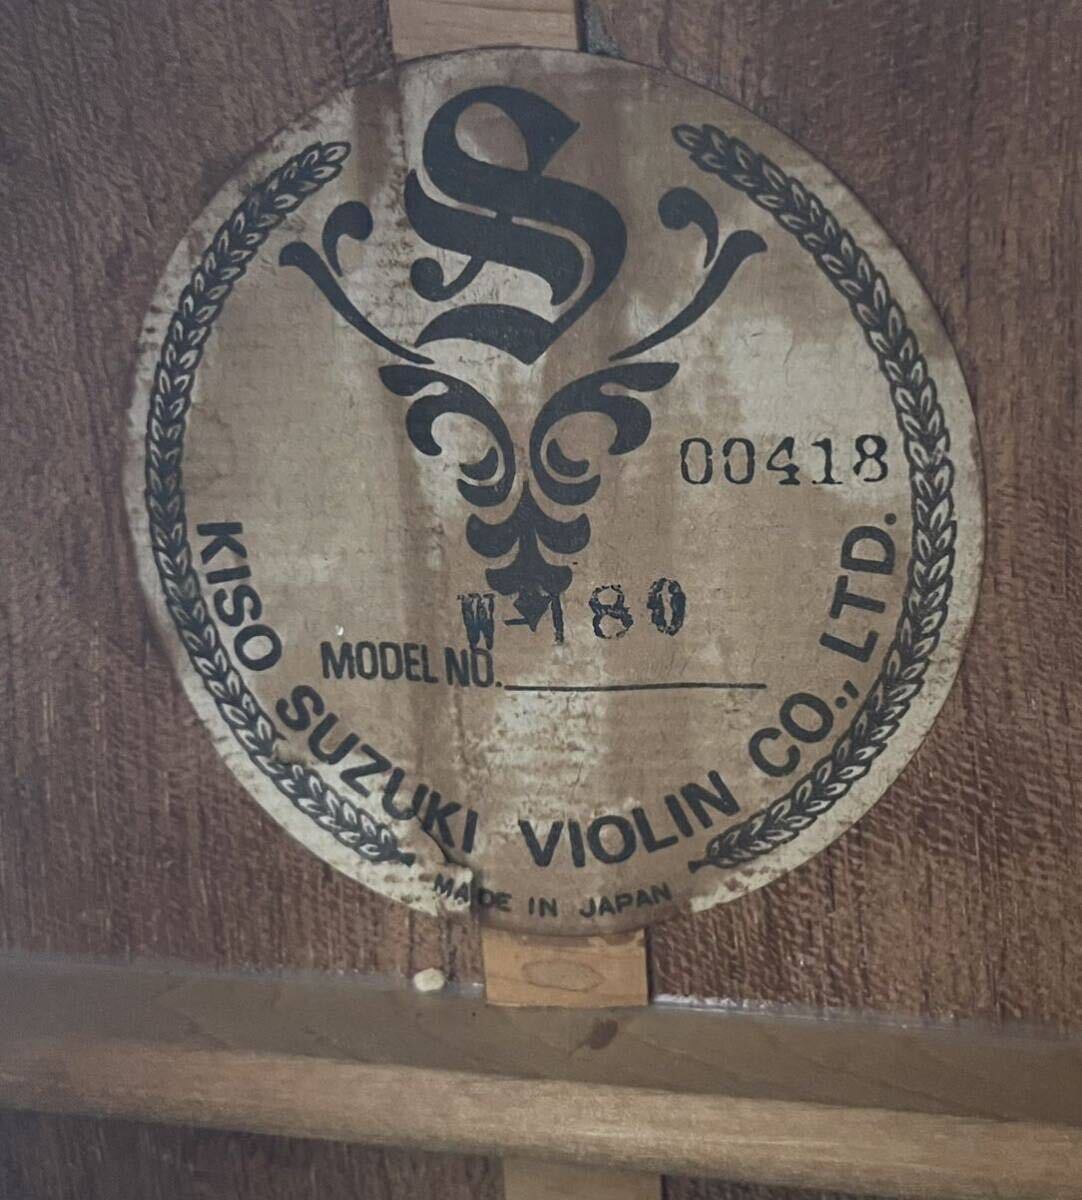 S
00418
W-180
MODEL NO.
KISO SUZUKI VIOLIN CO., LTD.
MADE IN JAPAN